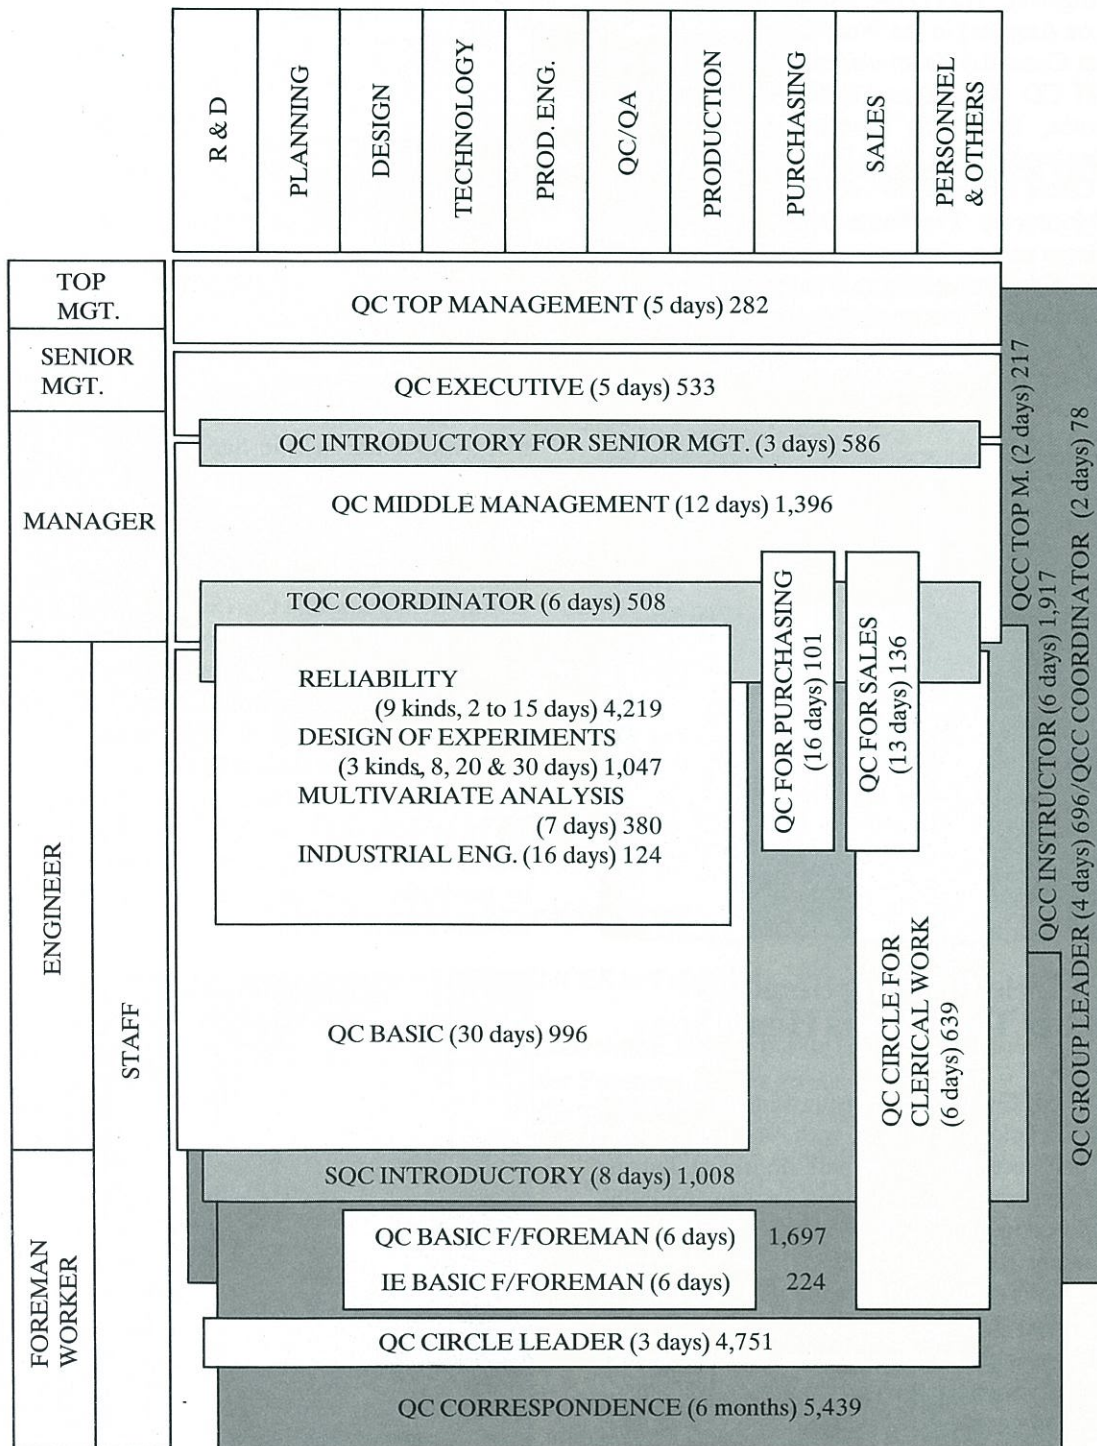 R & D
PLANNING
DESIGN
TECHNOLOGY
PROD. ENG.
QC/QA
PRODUCTION
PURCHASING
SALES
PERSONNEL
& OTHERS
TOP
MGT.
QC TOP MANAGEMENT (5 days) 282
SENIOR
MGT.
QC EXECUTIVE (5 days) 533
QC INTRODUCTORY FOR SENIOR MGT. (3 days) 586
MANAGER
QC MIDDLE MANAGEMENT (12 days) 1,396
TQC COORDINATOR (6 days) 508
RELIABILITY
(9 kinds, 2 to 15 days) 4,219
DESIGN OF EXPERIMENTS
(3 kinds, 8, 20 & 30 days) 1,047
MULTIVARIATE ANALYSIS
(7 days) 380
INDUSTRIAL ENG. (16 days) 124
QC FOR PURCHASING
(16 days) 101
QC FOR SALES
(13 days) 136
QCC TOP M. (2 days) 217
QCC INSTRUCTOR (6 days) 1,917
QC GROUP LEADER (4 days) 696/QCC COORDINATOR (2 days) 78
ENGINEER
STAFF
QC BASIC (30 days) 996
QC CIRCLE FOR
CLERICAL WORK
(6 days) 639
SQC INTRODUCTORY (8 days) 1,008
FOREMAN
WORKER
QC BASIC F/FOREMAN (6 days) 1,697
IE BASIC F/FOREMAN (6 days) 224
QC CIRCLE LEADER (3 days) 4,751
QC CORRESPONDENCE (6 months) 5,439